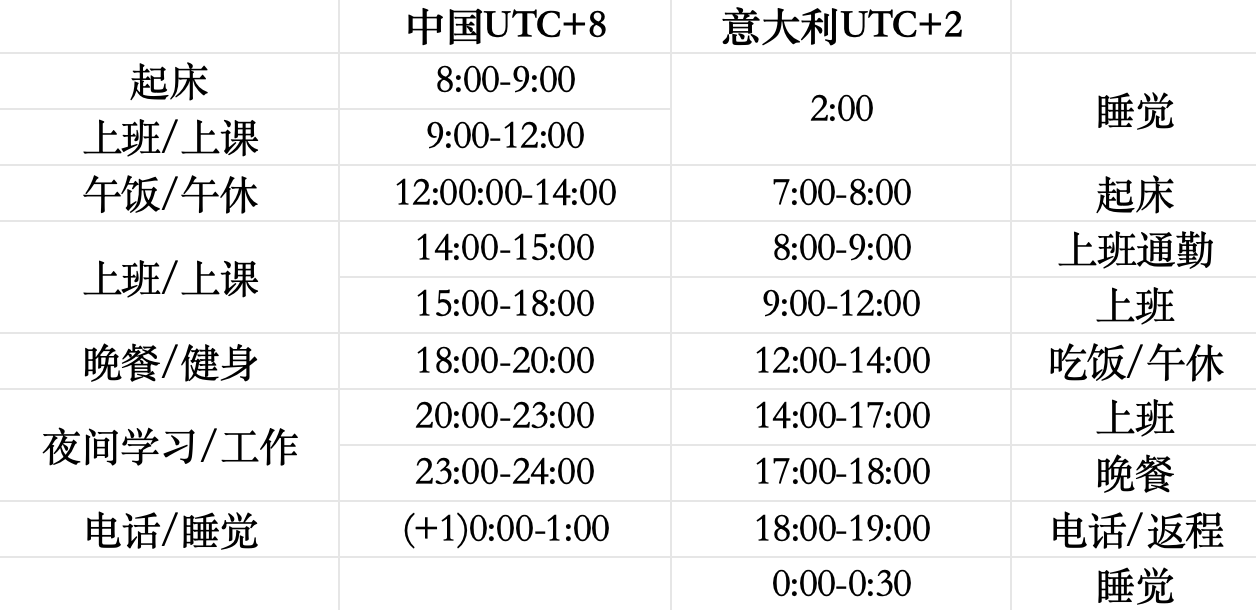 中国UTC+8 意大利UTC+2
起床 8:00-9:00
2:00 睡觉
上班/上课 9:00-12:00
午饭/午休 12:00:00-14:00 7:00-8:00 起床
上班/上课 14:00-15:00 8:00-9:00 上班通勤
15:00-18:00 9:00-12:00 上班
晚餐/健身 18:00-20:00 12:00-14:00 吃饭/午休
夜间学习/工作 20:00-23:00 14:00-17:00 上班
23:00-24:00 17:00-18:00 晚餐
电话/睡觉 (+1)0:00-1:00 18:00-19:00 电话/返程
0:00-0:30 睡觉